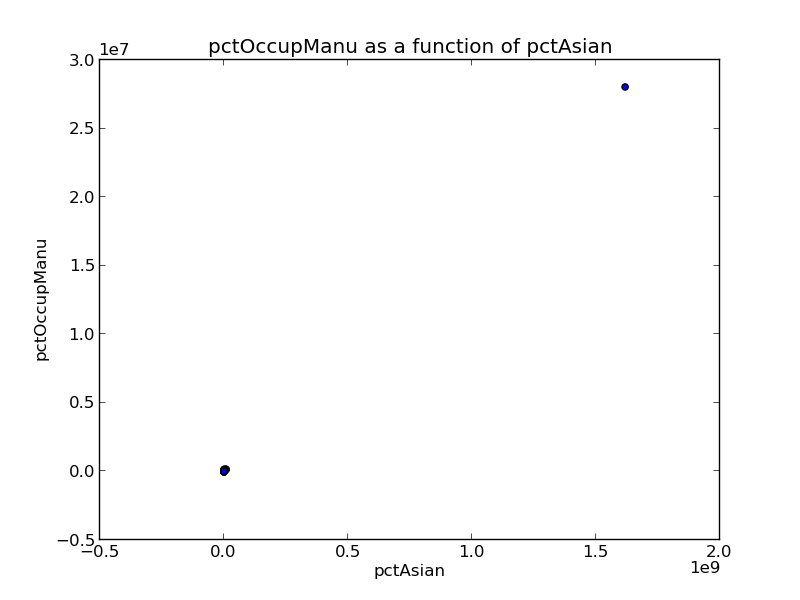 pctOccupManu as a function of pctAsian
1e7
3.0
2.5
2.0
1.5
1.0
0.5
0.0
−0.5
pctOccupManu
−0.5 0.0 0.5 1.0 1.5 2.0
1e9
pctAsian